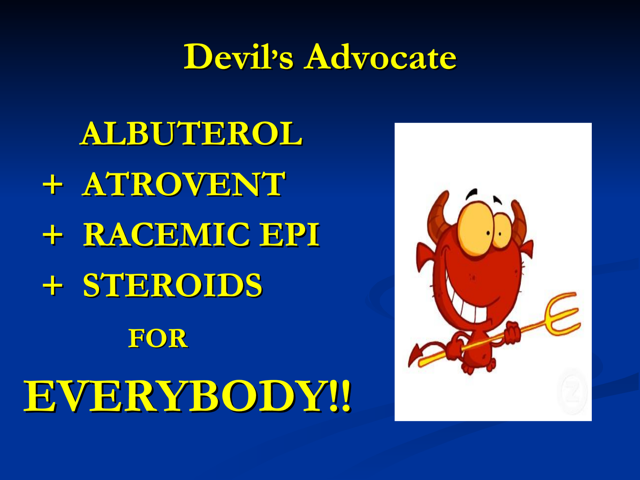 Devil's Advocate
ALBUTEROL
+ ATROVENT
+ RACEMIC EPI
+ STEROIDS
FOR
EVERYBODY!!